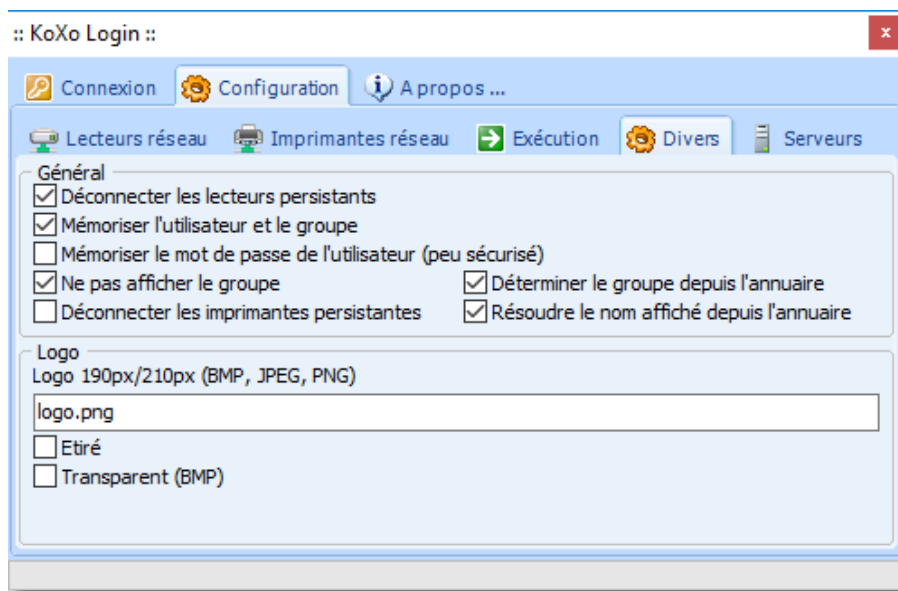 :: KoXo Login ::
x
Connexion Configuration A propos ...
Lecteurs réseau Imprimantes réseau Exécution Divers Serveurs
Général
Déconnecter les lecteurs persistants
Mémoriser l'utilisateur et le groupe
Mémoriser le mot de passe de l'utilisateur (peu sécurisé)
Ne pas afficher le groupe Déterminer le groupe depuis l'annuaire
Déconnecter les imprimantes persistantes Résoudre le nom affiché depuis l'annuaire
Logo
Logo 190px/210px (BMP, JPEG, PNG)
logo.png
Etiré
Transparent (BMP)